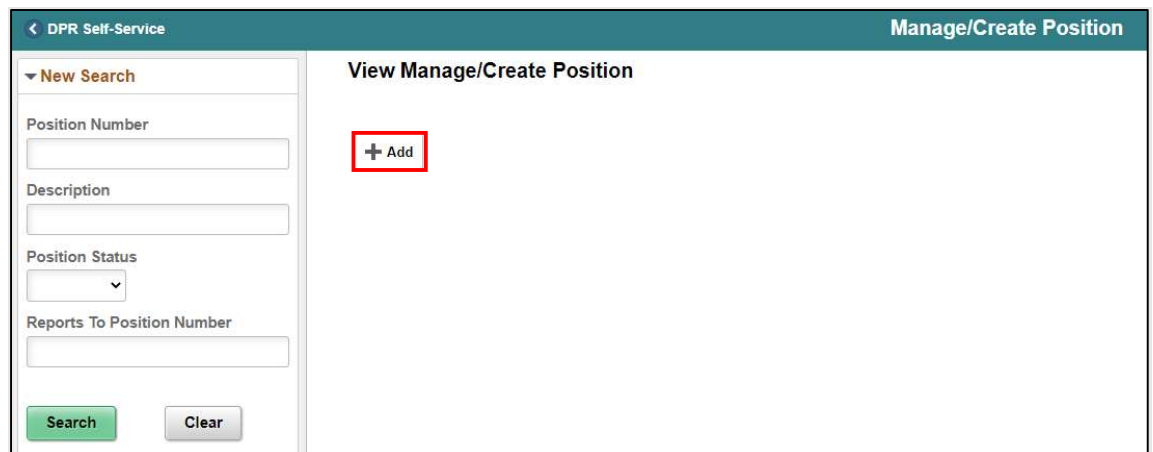 DPR Self-Service
Manage/Create Position
New Search
Position Number
Description
Position Status
Reports To Position Number
Search
Clear
View Manage/Create Position
Add